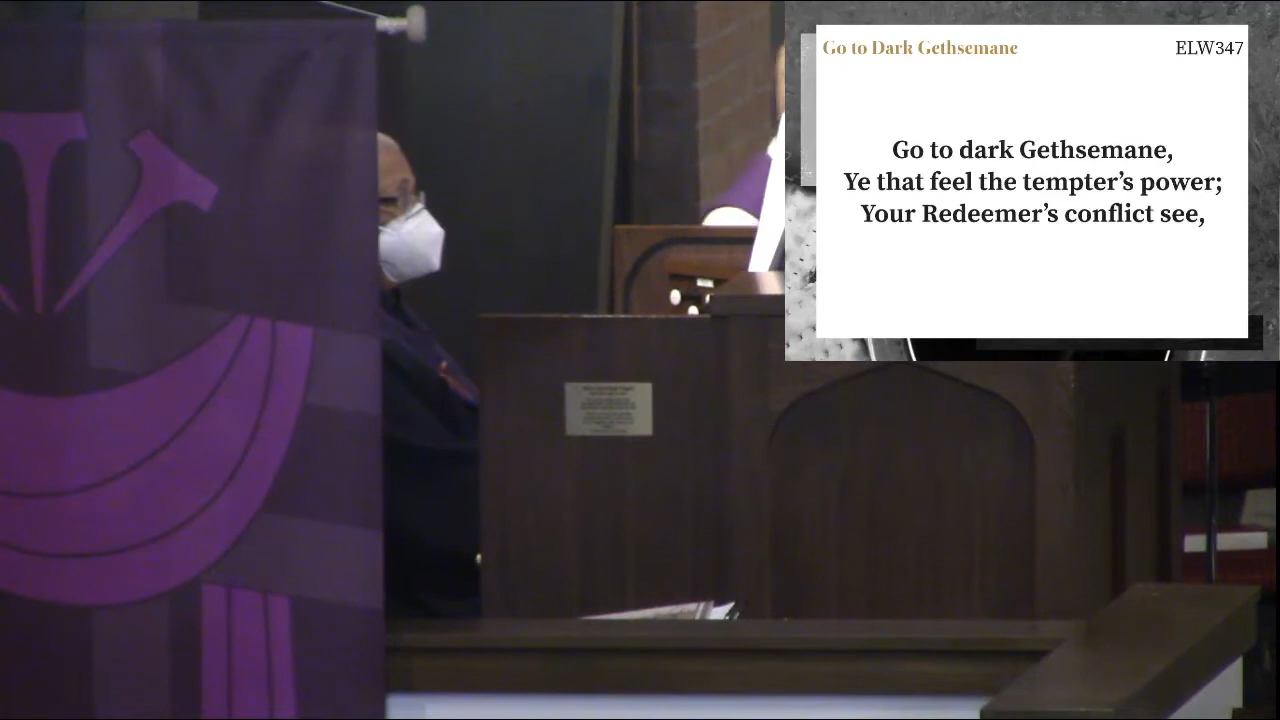 Go to Dark Gethsemane
ELW347
Go to dark Gethsemane,
Ye that feel the tempter's power;
Your Redeemer's conflict see,